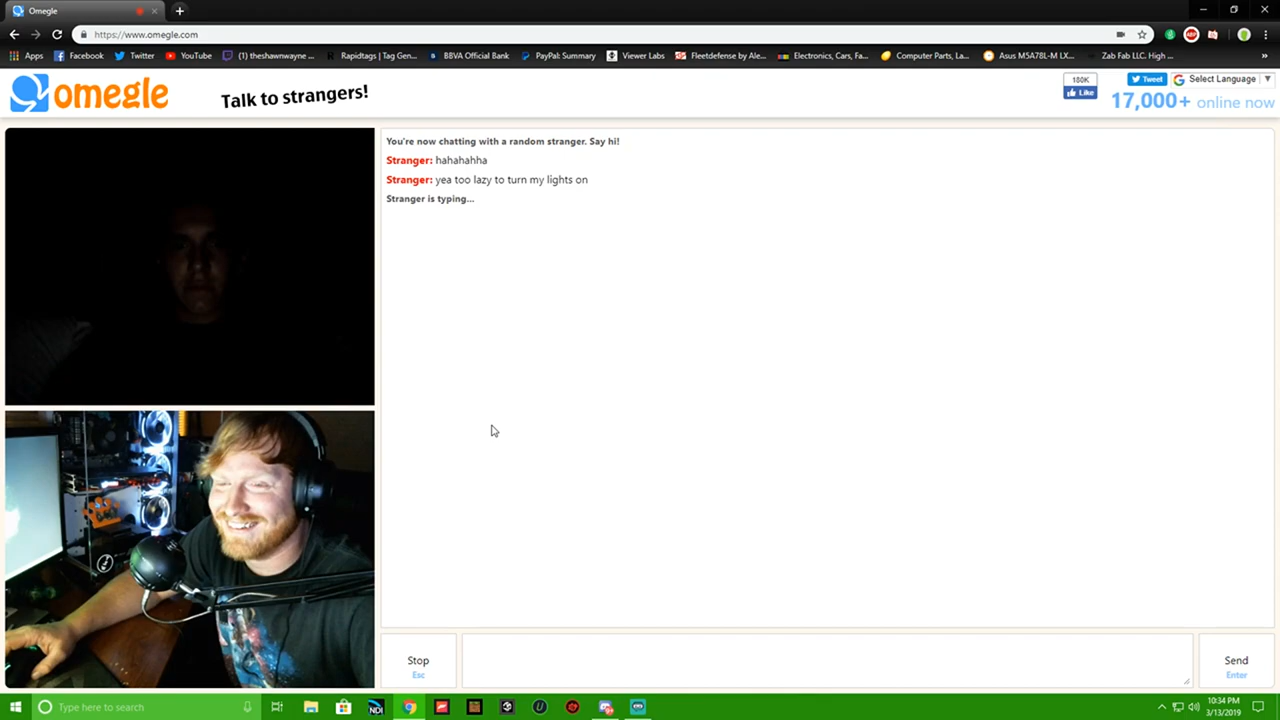 Omegle
https://www.omegle.com
Apps Facebook Twitter YouTube (1) theshawnwayne ... Rapidtags | Tag Gen... BBVA Official Bank PayPal: Summary Viewer Labs Fleetdefense by Ale... Electronics, Cars, Fa... Computer Parts, La... Asus M5A78L-M LX... Zab Fab LLC. High ... »
omegle Talk to strangers! 180K Like Tweet Select Language
17,000+ online now
You're now chatting with a random stranger. Say hi!
Stranger: hahahahha
Stranger: yea too lazy to turn my lights on
Stranger is typing...
Stop
Esc
Send
Enter
Type here to search
10:34 PM
3/13/2019